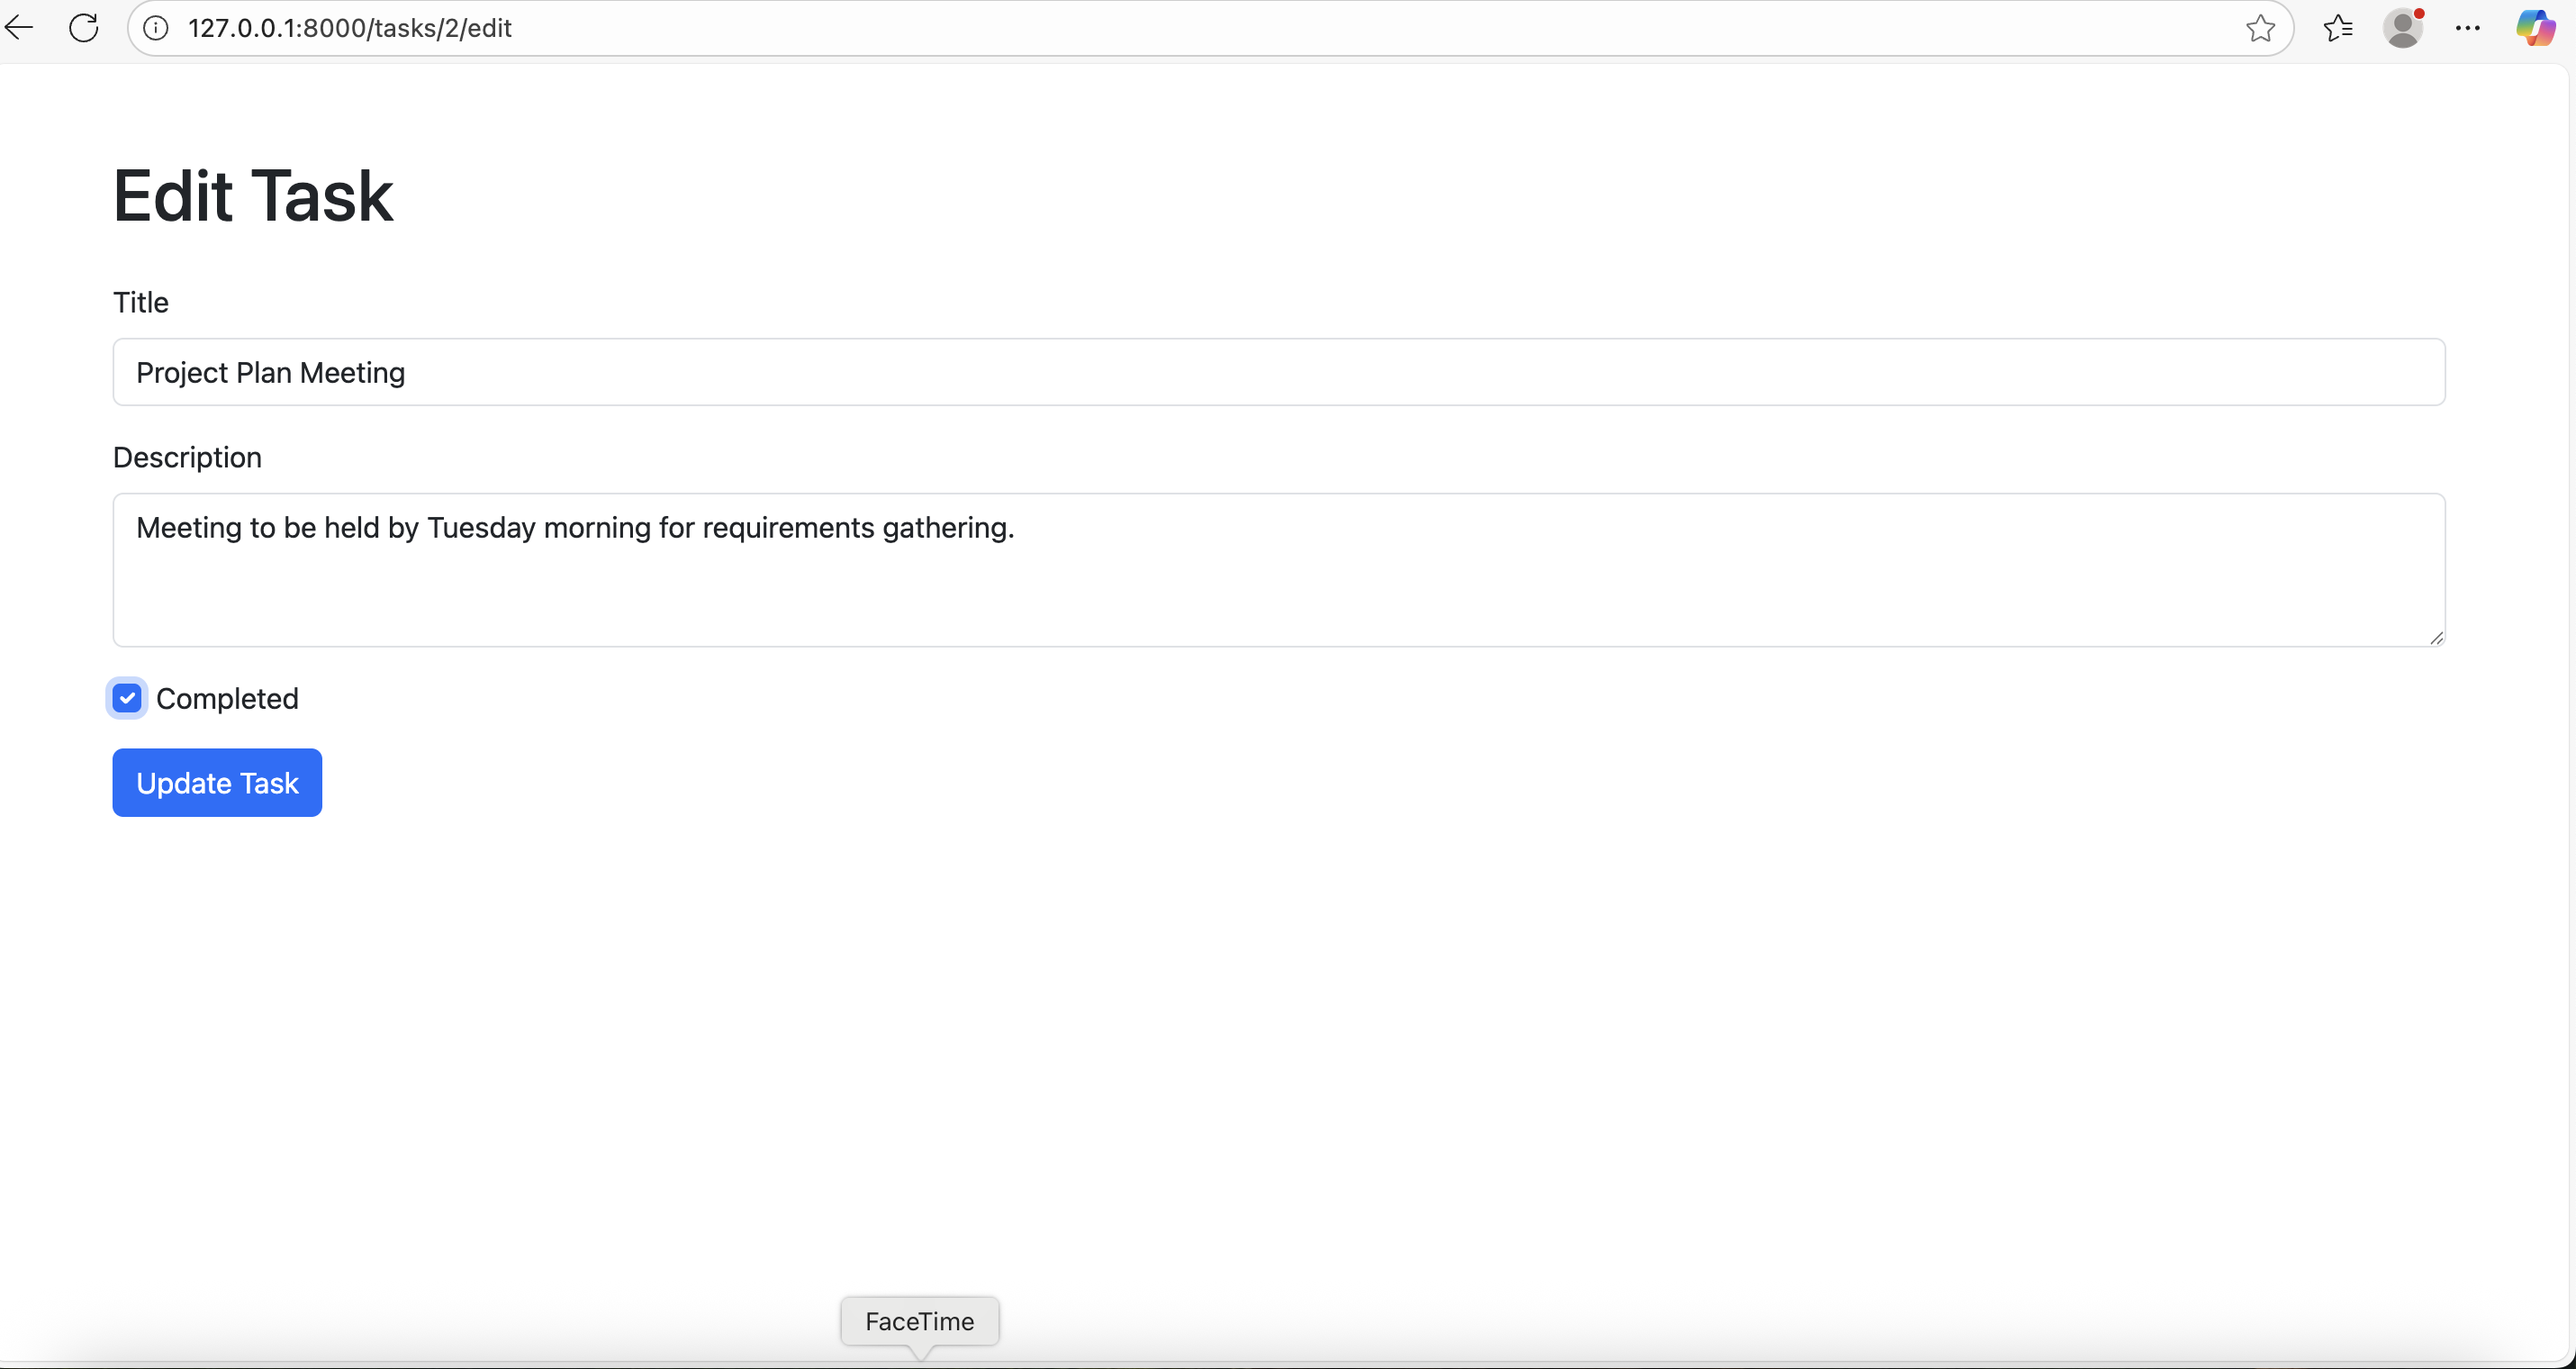 127.0.0.1:8000/tasks/2/edit
Edit Task
Title
Project Plan Meeting
Description
Meeting to be held by Tuesday morning for requirements gathering.
Completed
Update Task
FaceTime